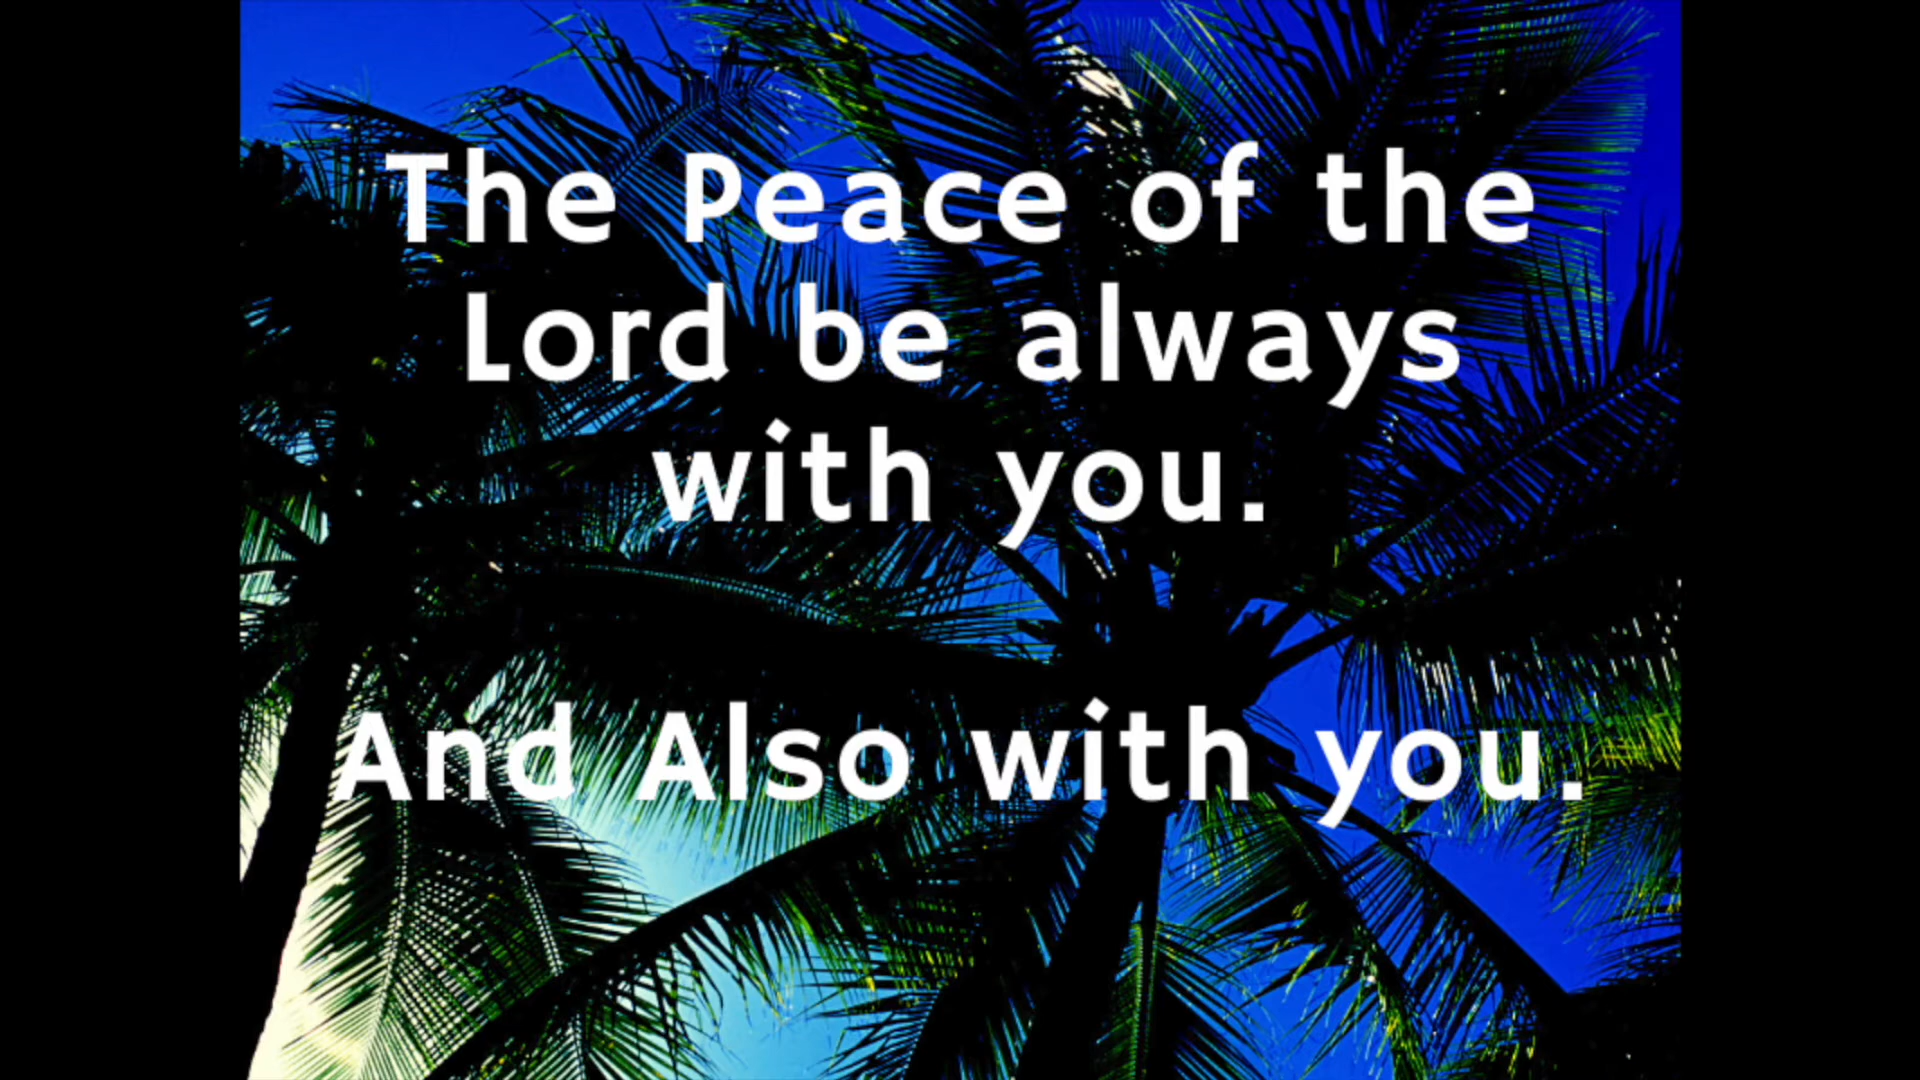 The Peace of the
Lord be always
with you.
And Also with you.